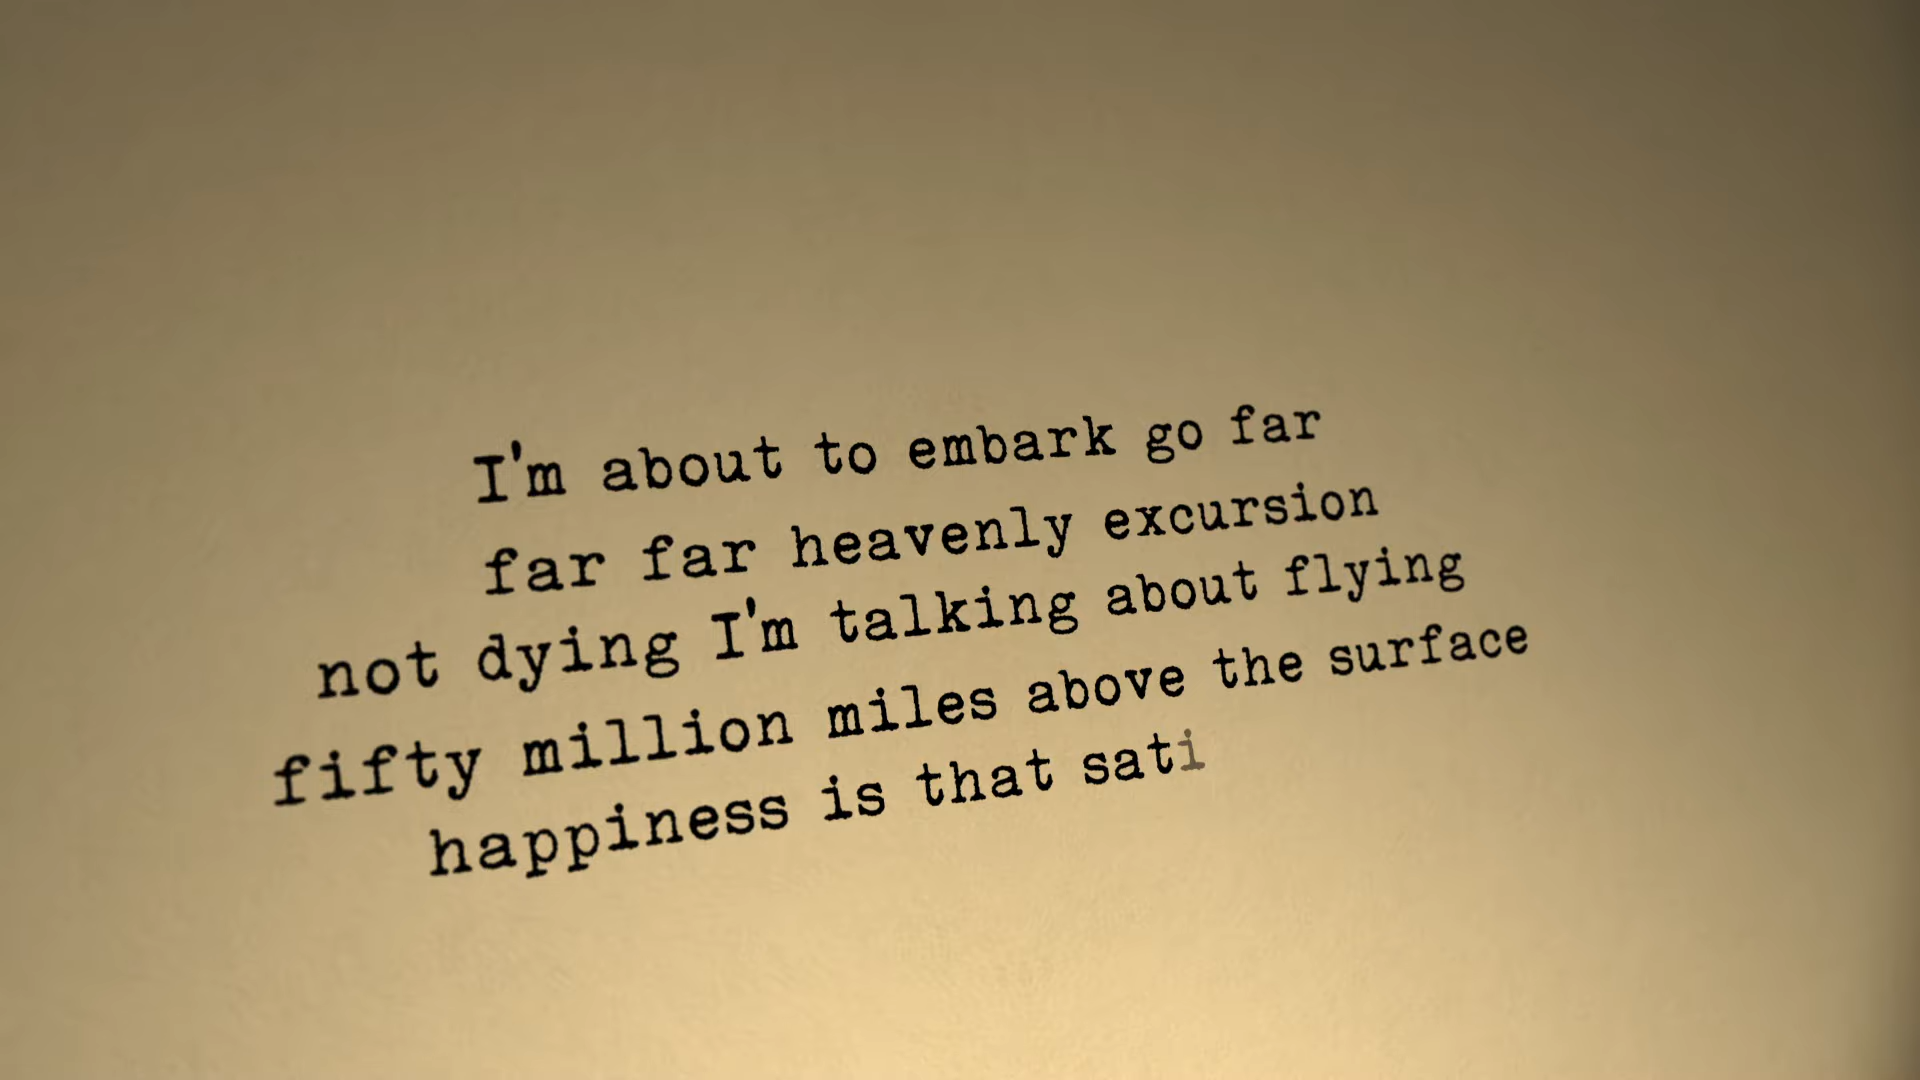 I'm about to embark go far
far far heavenly excursion
not dying I'm talking about flying
fifty million miles above the surface
happiness is that sati